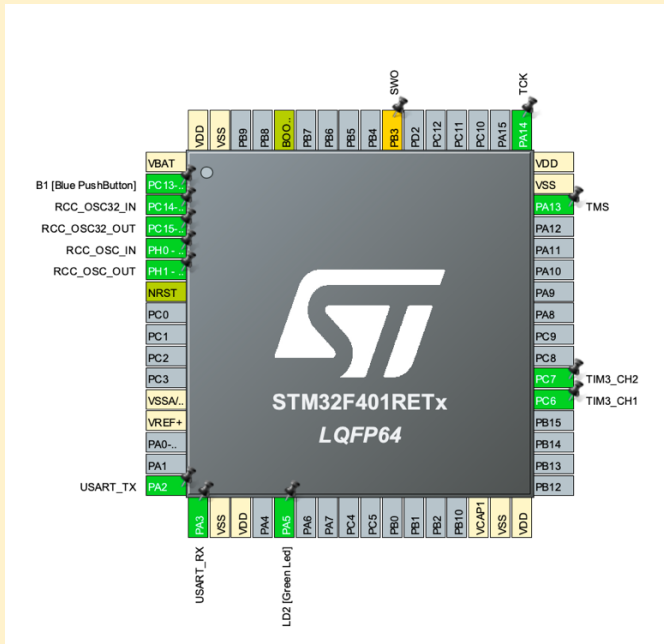 SWO
TCK
VDD
VSS
PB9
PB8
BOO..
PB7
PB6
PB5
PB4
PB3
PD2
PC12
PC11
PC10
PA15
PA14
VBAT
B1 [Blue PushButton] PC13-..
RCC_OSC32_IN PC14-..
RCC_OSC32_OUT PC15-..
RCC_OSC_IN PH0 - ..
RCC_OSC_OUT PH1 - ..
NRST
PC0
PC1
PC2
PC3
VSSA/..
VREF+
PA0-..
PA1
USART_TX PA2
VDD
VSS
PA13 TMS
PA12
PA11
PA10
PA9
PA8
PC9
PC8
PC7 TIM3_CH2
PC6 TIM3_CH1
PB15
PB14
PB13
PB12
ST
STM32F401RETx
LQFP64
PA3
VSS
VDD
PA4
PA5
PA6
PA7
PC4
PC5
PB0
PB1
PB2
PB10
VCAP1
VSS
VDD
USART_RX
LD2 [Green Led]